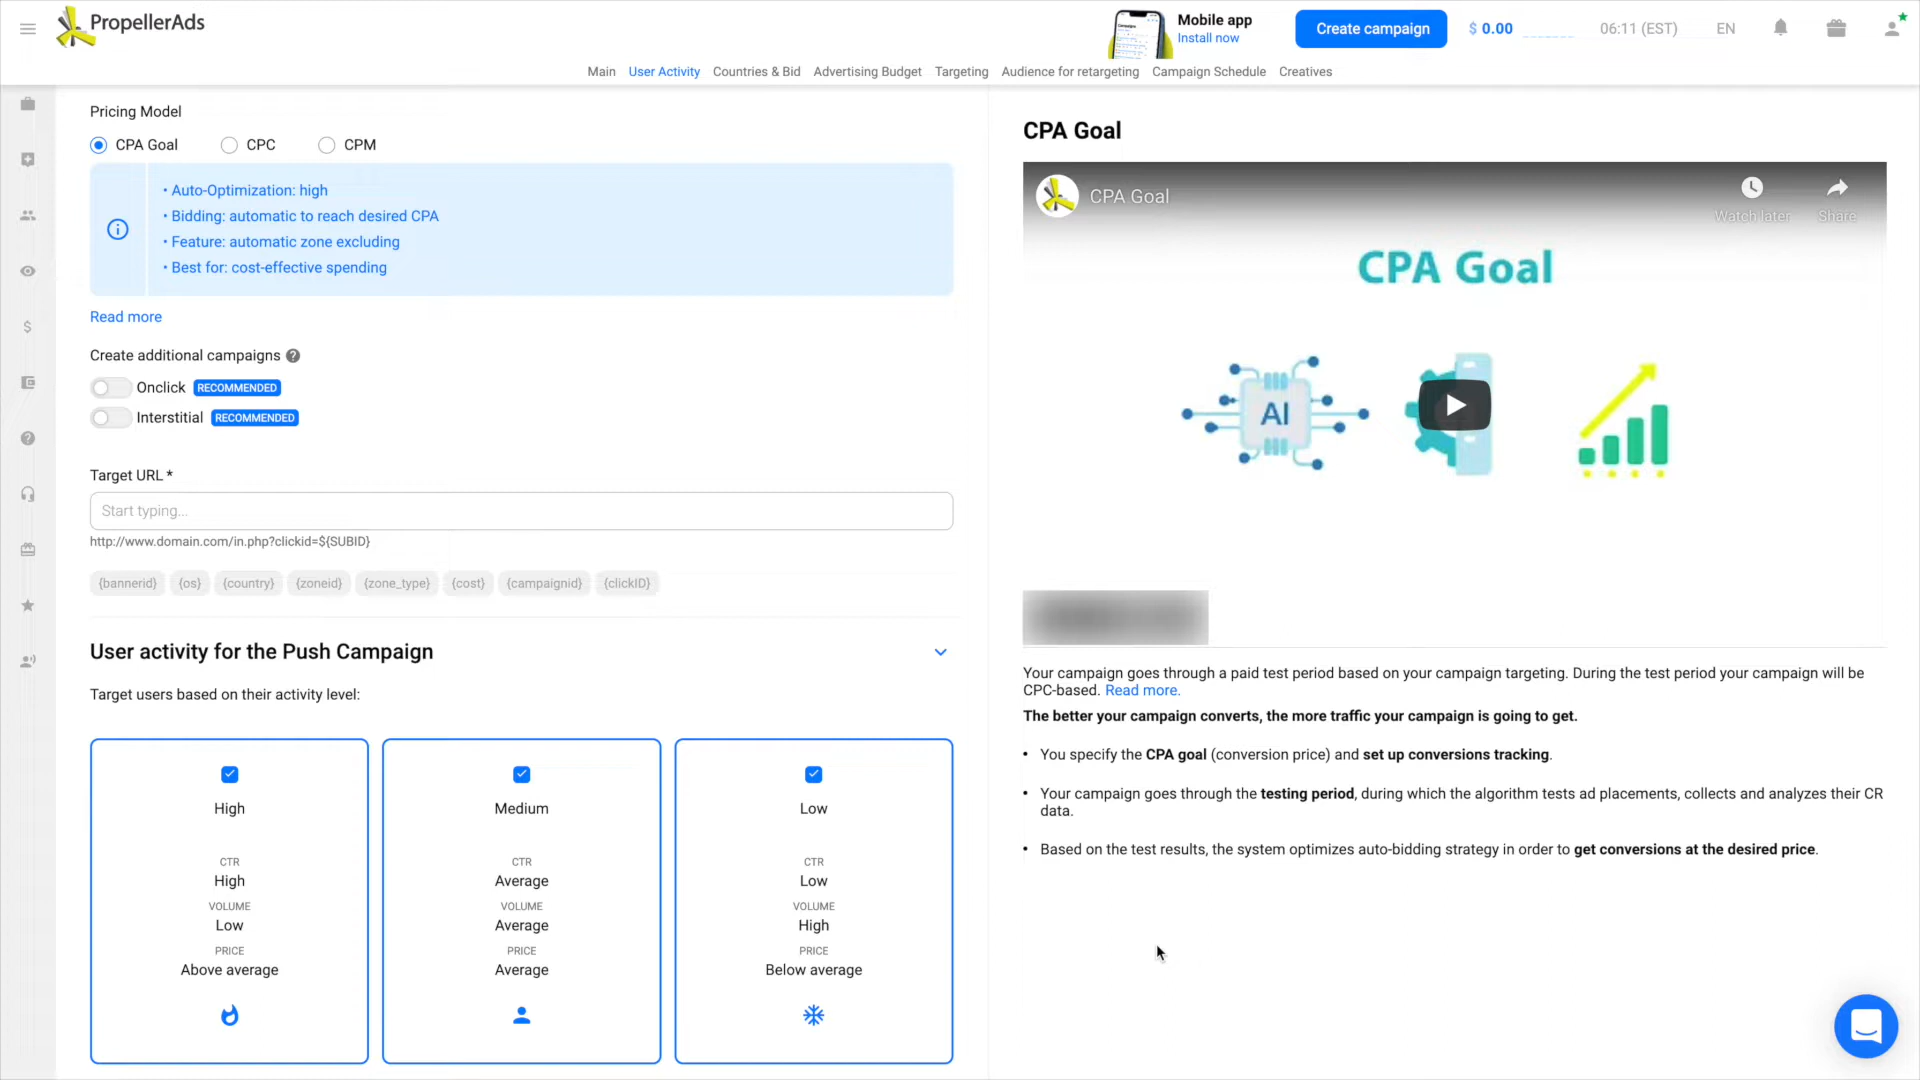 PropellerAds
Mobile app
Install now
Create campaign
$ 0.00
06:11 (EST)
EN
Main
User Activity
Countries & Bid
Advertising Budget
Targeting
Audience for retargeting
Campaign Schedule
Creatives
Pricing Model
CPA Goal
CPC
CPM
• Auto-Optimization: high
• Bidding: automatic to reach desired CPA
• Feature: automatic zone excluding
• Best for: cost-effective spending
Read more
Create additional campaigns
Onclick RECOMMENDED
Interstitial RECOMMENDED
Target URL *
Start typing...
http://www.domain.com/in.php?clickid=${SUBID}
{bannerid} {os} {country} {zoneid} {zone_type} {cost} {campaignid} {clickID}
User activity for the Push Campaign
Target users based on their activity level:
High
CTR
High
VOLUME
Low
PRICE
Above average
Medium
CTR
Average
VOLUME
Average
PRICE
Average
Low
CTR
Low
VOLUME
High
PRICE
Below average
CPA Goal
CPA Goal
Watch later
Share
CPA Goal
AI
Your campaign goes through a paid test period based on your campaign targeting. During the test period your campaign will be
CPC-based. Read more.
The better your campaign converts, the more traffic your campaign is going to get.
• You specify the CPA goal (conversion price) and set up conversions tracking.
• Your campaign goes through the testing period, during which the algorithm tests ad placements, collects and analyzes their CR
data.
• Based on the test results, the system optimizes auto-bidding strategy in order to get conversions at the desired price.